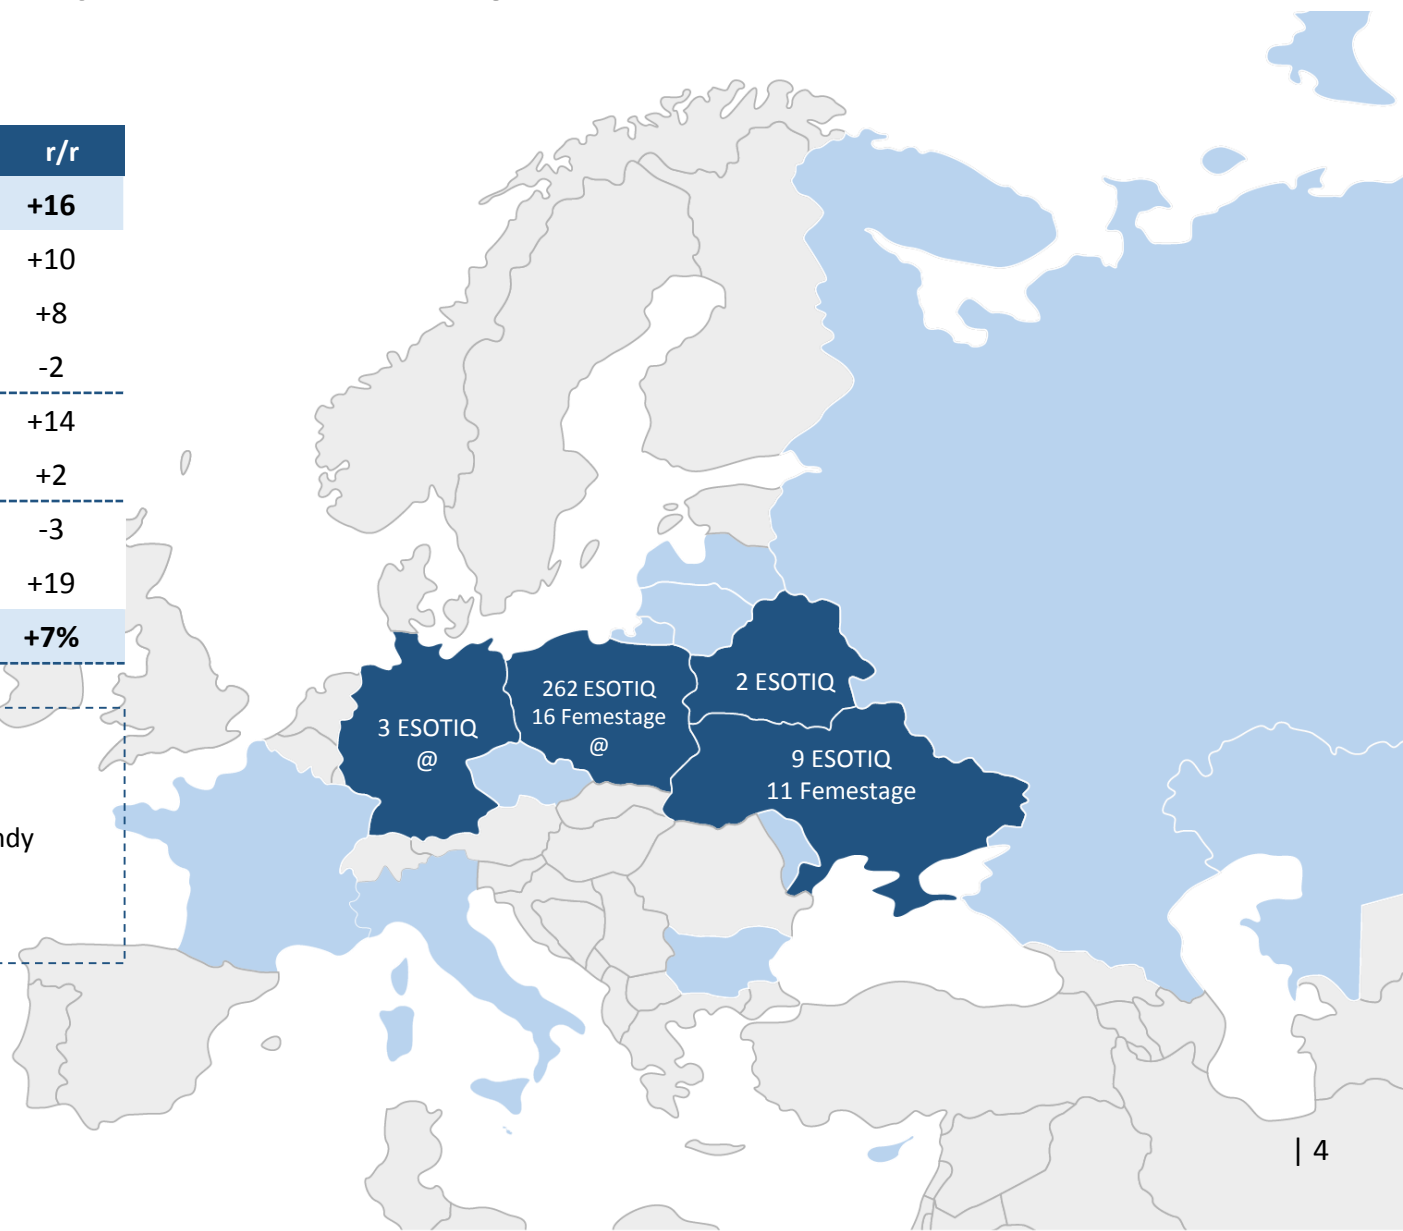 r/r
+16
+10
+8
-2
+14
+2
-3
+19
+7%
3 ESOTIQ
@
262 ESOTIQ
16 Femestage
@
2 ESOTIQ
9 ESOTIQ
11 Femestage
| 4